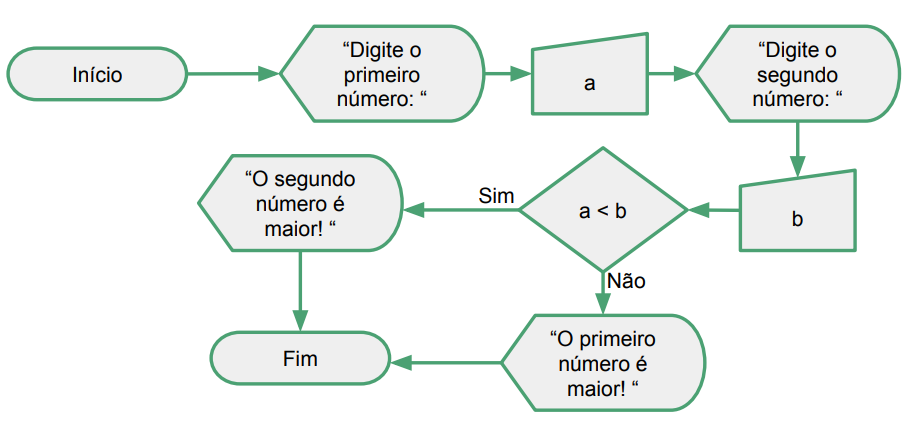 Início
“Digite o
primeiro
número: “
a
“Digite o
segundo
número: “
b
a < b
Sim
“O segundo
número é
maior! “
Não
“O primeiro
número é
maior! “
Fim